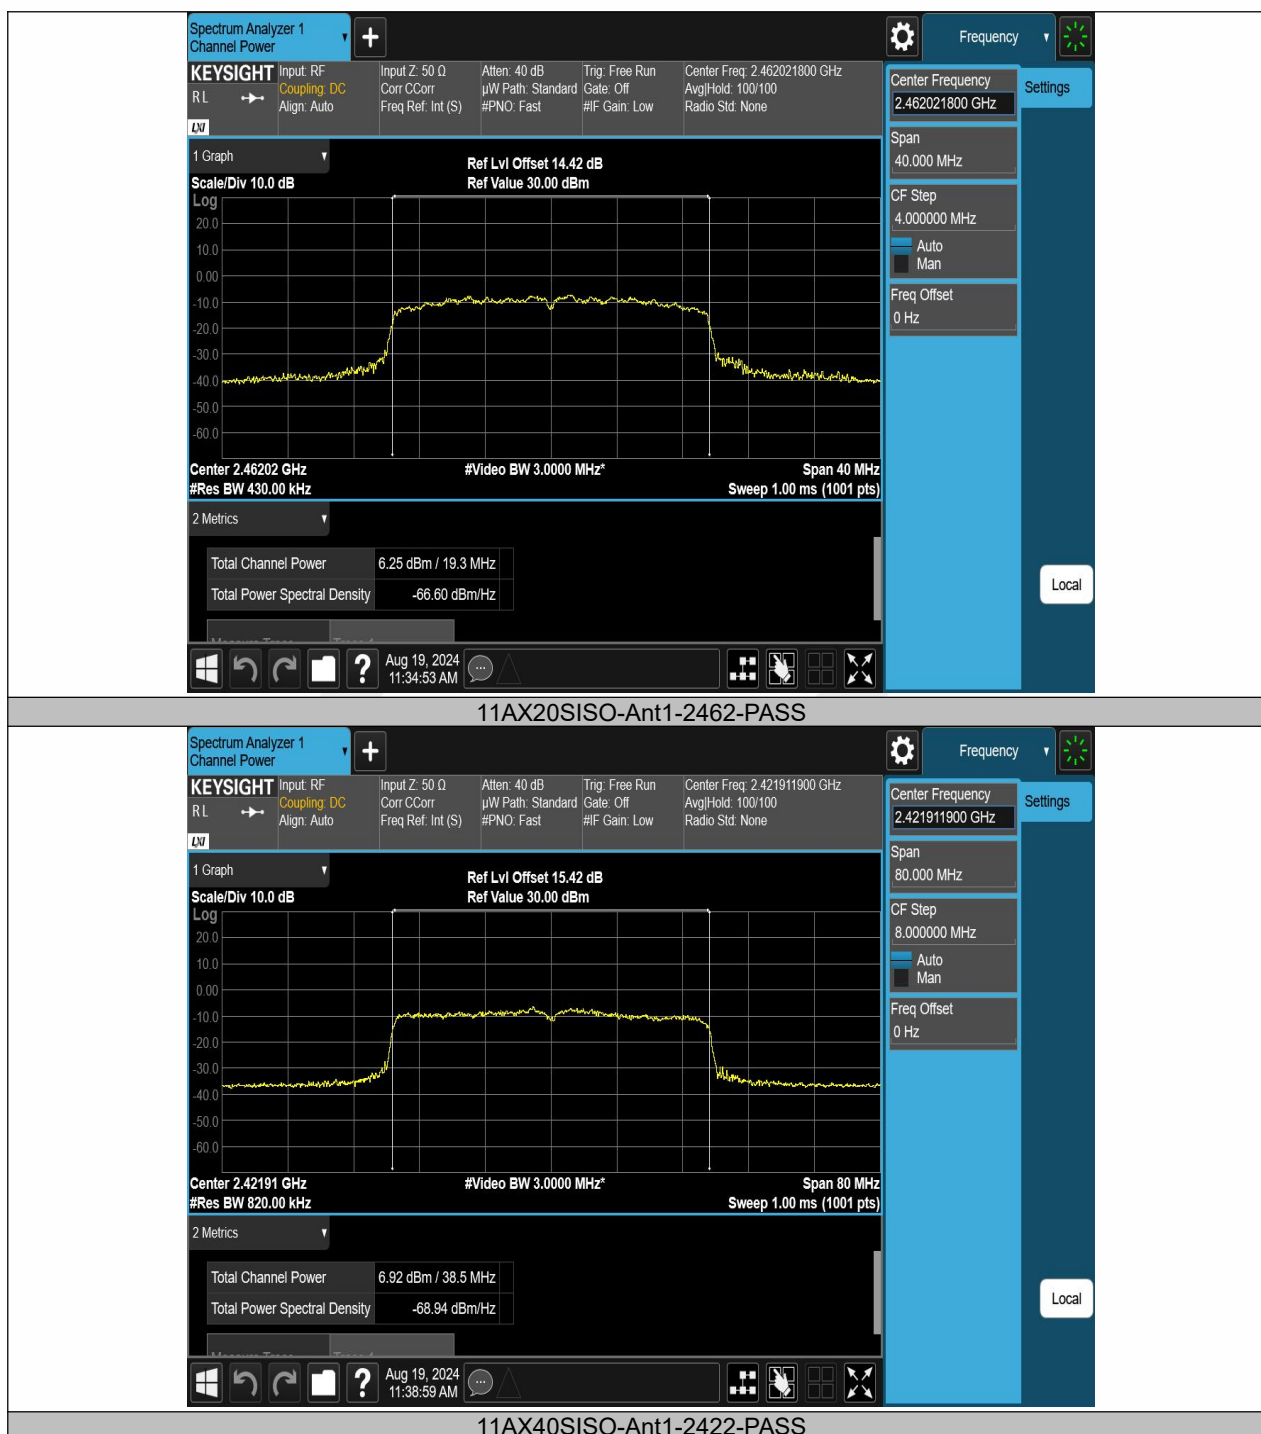 Spectrum Analyzer 1
Channel Power
Frequency
KEYSIGHT
R L
LXI
Input: RF
Coupling: DC
Align: Auto
Input Z: 50 Ω
Corr CCorr
Freq Ref: Int (S)
Atten: 40 dB
µW Path: Standard
#PNO: Fast
Trig: Free Run
Gate: Off
#IF Gain: Low
Center Freq: 2.462021800 GHz
Avg|Hold: 100/100
Radio Std: None
Center Frequency
2.462021800 GHz
Settings
Span
40.000 MHz
CF Step
4.000000 MHz
Auto
Man
Freq Offset
0 Hz
Local
1 Graph
Ref Lvl Offset 14.42 dB
Scale/Div 10.0 dB
Ref Value 30.00 dBm
Log
20.0
10.0
0.00
-10.0
-20.0
-30.0
-40.0
-50.0
-60.0
Center 2.46202 GHz
#Video BW 3.0000 MHz*
Span 40 MHz
#Res BW 430.00 kHz
Sweep 1.00 ms (1001 pts)
2 Metrics
Total Channel Power 6.25 dBm / 19.3 MHz
Total Power Spectral Density -66.60 dBm/Hz
?
Aug 19, 2024
11:34:53 AM
11AX20SISO-Ant1-2462-PASS
Spectrum Analyzer 1
Channel Power
Frequency
KEYSIGHT
R L
LXI
Input: RF
Coupling: DC
Align: Auto
Input Z: 50 Ω
Corr CCorr
Freq Ref: Int (S)
Atten: 40 dB
µW Path: Standard
#PNO: Fast
Trig: Free Run
Gate: Off
#IF Gain: Low
Center Freq: 2.421911900 GHz
Avg|Hold: 100/100
Radio Std: None
Center Frequency
2.421911900 GHz
Settings
Span
80.000 MHz
CF Step
8.000000 MHz
Auto
Man
Freq Offset
0 Hz
Local
1 Graph
Ref Lvl Offset 15.42 dB
Scale/Div 10.0 dB
Ref Value 30.00 dBm
Log
20.0
10.0
0.00
-10.0
-20.0
-30.0
-40.0
-50.0
-60.0
Center 2.42191 GHz
#Video BW 3.0000 MHz*
Span 80 MHz
#Res BW 820.00 kHz
Sweep 1.00 ms (1001 pts)
2 Metrics
Total Channel Power 6.92 dBm / 38.5 MHz
Total Power Spectral Density -68.94 dBm/Hz
?
Aug 19, 2024
11:38:59 AM
11AX40SISO-Ant1-2422-PASS